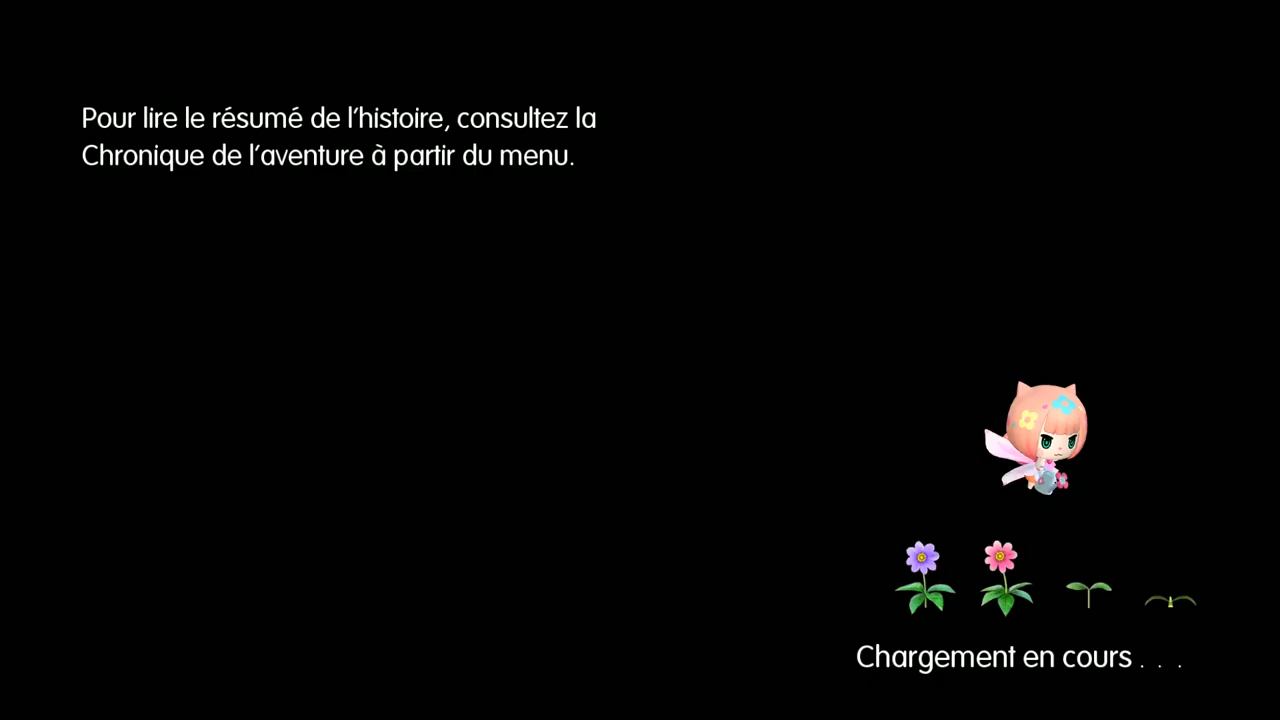 Pour lire le résumé de l'histoire, consultez la
Chronique de l'aventure à partir du menu.
Chargement en cours . . .